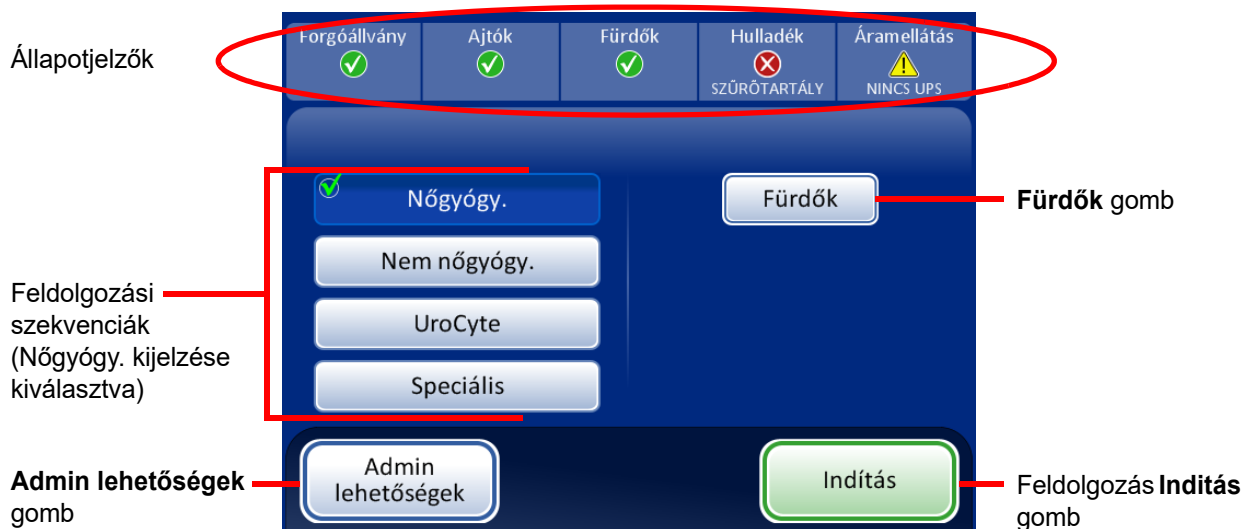 Állapotjelzők
Forgóállvány
Ajtók
Fürdők
Hulladék
SZŰRŐTARTÁLY
Áramellátás
NINCS UPS
Feldolgozási
szekvenciák
(Nőgyógy. kijelzése
kiválasztva)
Nőgyógy.
Nem nőgyógy.
UroCyte
Speciális
Fürdők
Fürdők gomb
Admin lehetőségek
gomb
Admin
lehetőségek
Indítás
Feldolgozás Inditás
gomb